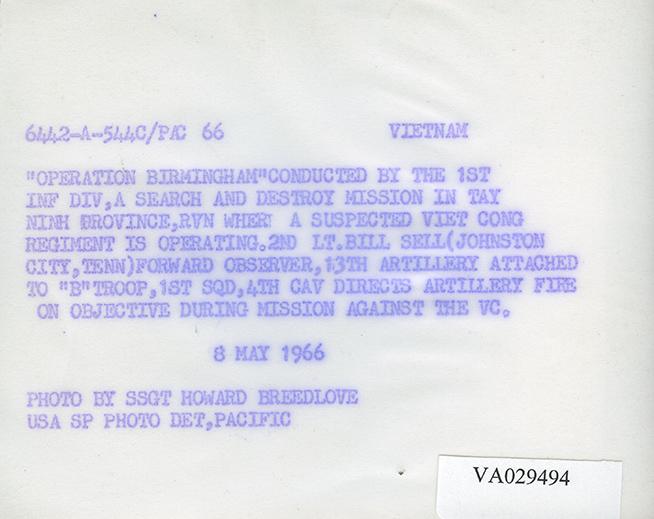 6442-A-544C/PAC 66 VIETNAM
"OPERATION BIRMINGHAM"CONDUCTED BY THE 1ST
INF DIV,A SEARCH AND DESTROY MISSION IN TAY
NINH PROVINCE,RVN WHERE A SUSPECTED VIET CONG
REGIMENT IS OPERATING.2ND LT.BILL SELL(JOHNSTON
CITY,TENN)FORWARD OBSERVER,13TH ARTILLERY ATTACHED
TO "B"TROOP,1ST SQD,4TH CAV DIRECTS ARTILLERY FIRE
ON OBJECTIVE DURING MISSION AGAINST THE VC.
8 MAY 1966
PHOTO BY SSGT HOWARD BREEDLOVE
USA SP PHOTO DET,PACIFIC
VA029494